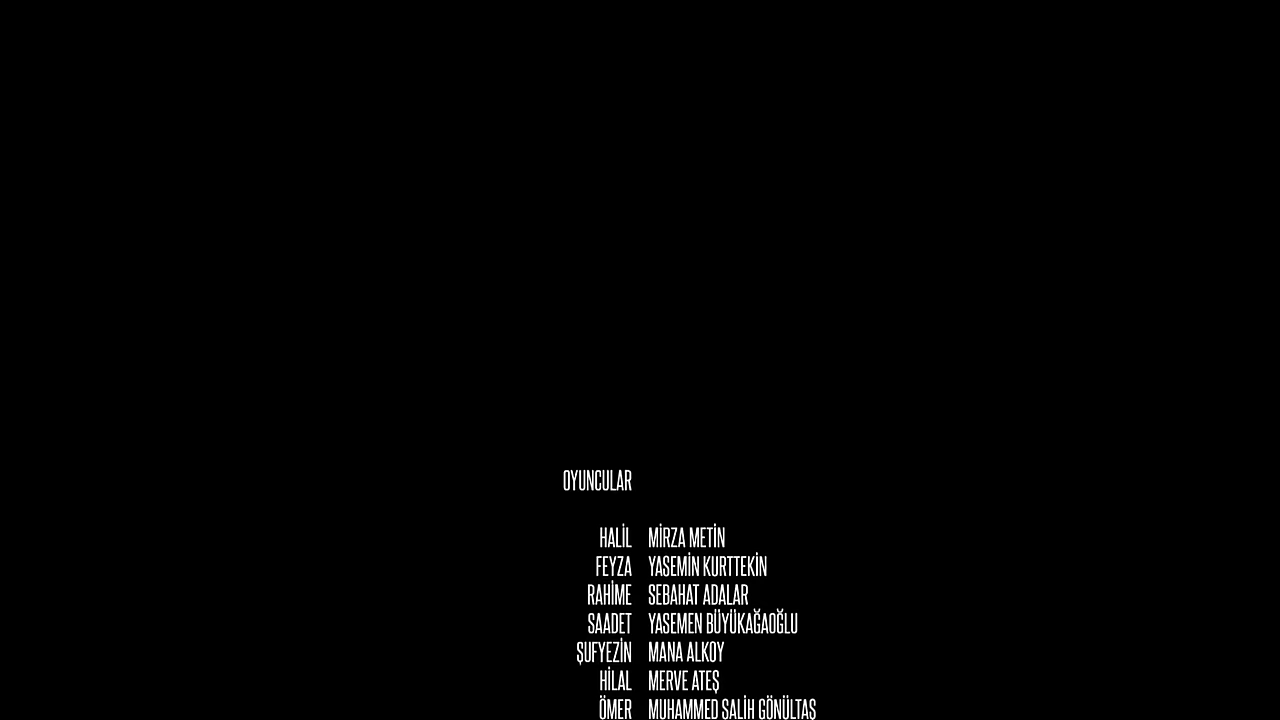 OYUNCULAR
HALİL MİRZA METİN
FEYZA YASEMİN KURTTEKİN
RAHİME SEBAHAT ADALAR
SAADET YASEMEN BÜYÜKAĞAOĞLU
ŞUFYEZİN MANA ALKOY
HİLAL MERVE ATEŞ
ÖMER MUHAMMED SALİH GÖNÜLTAŞ